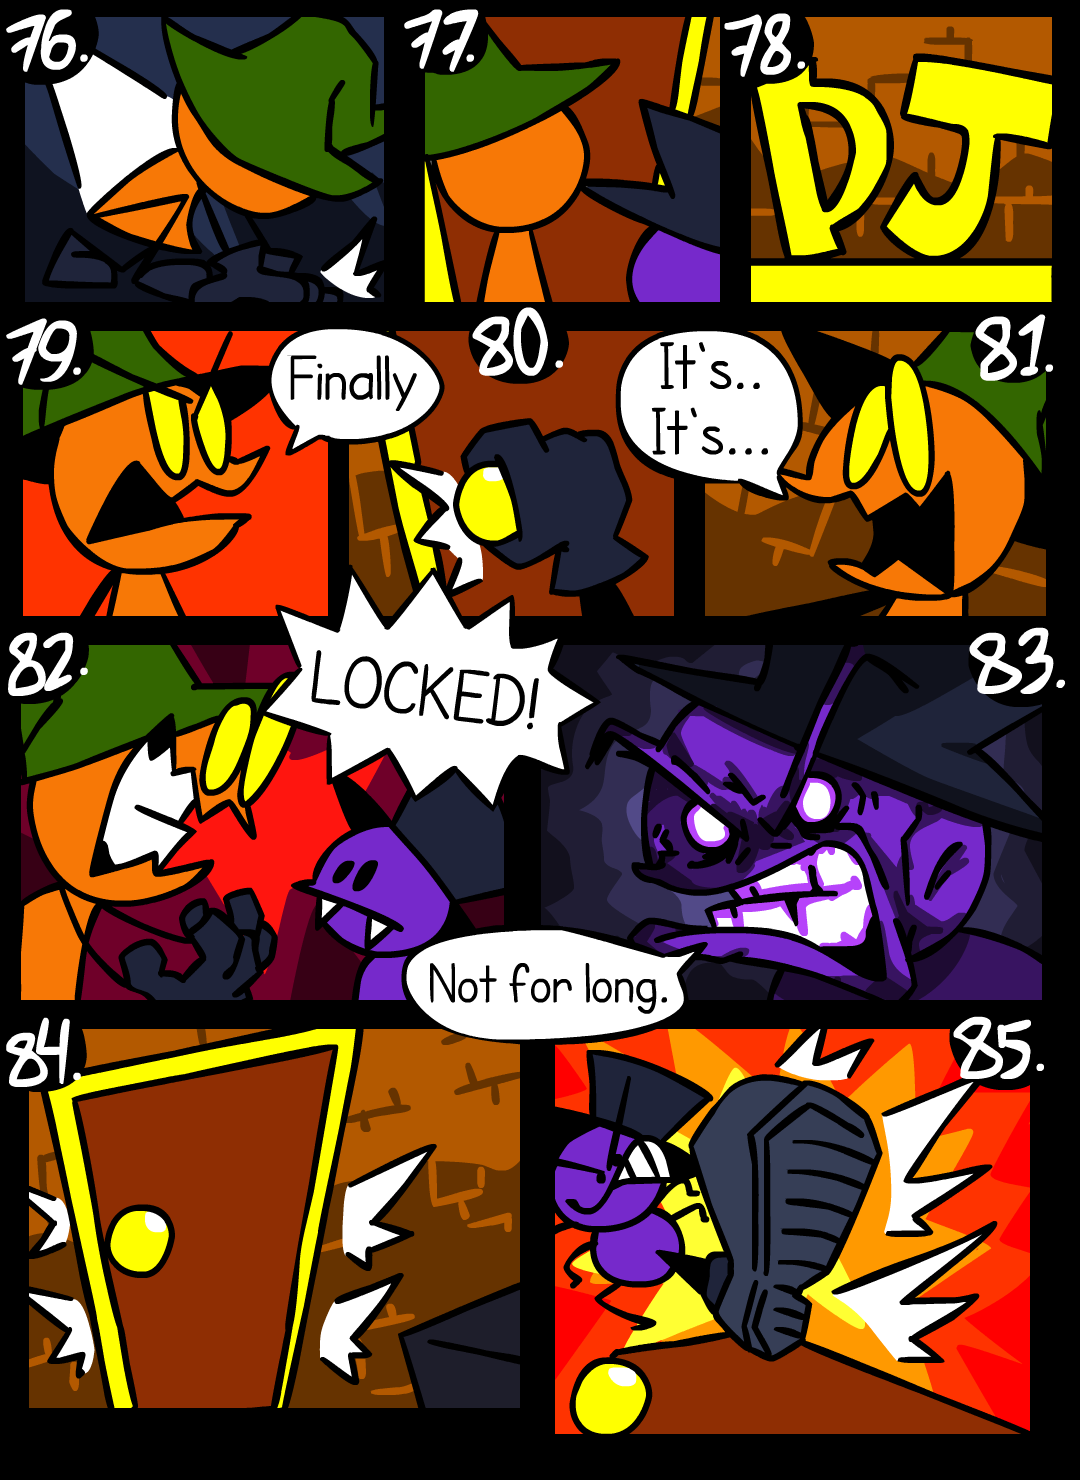 76.
77.
78.
DJ
79.
Finally
80.
It's..
It's...
81.
82.
LOCKED!
83.
Not for long.
84.
85.